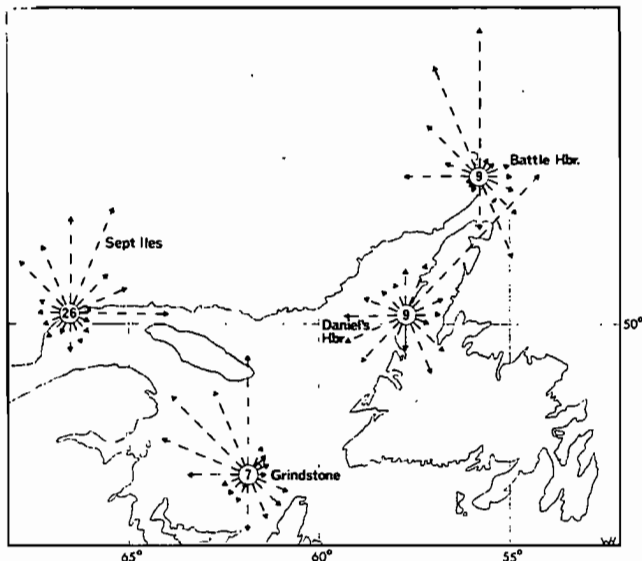 Battle Hbr.
9
Sept Iles
26
9
Daniel's
Hbr.
50°
7
Grindstone
65°
60°
55°